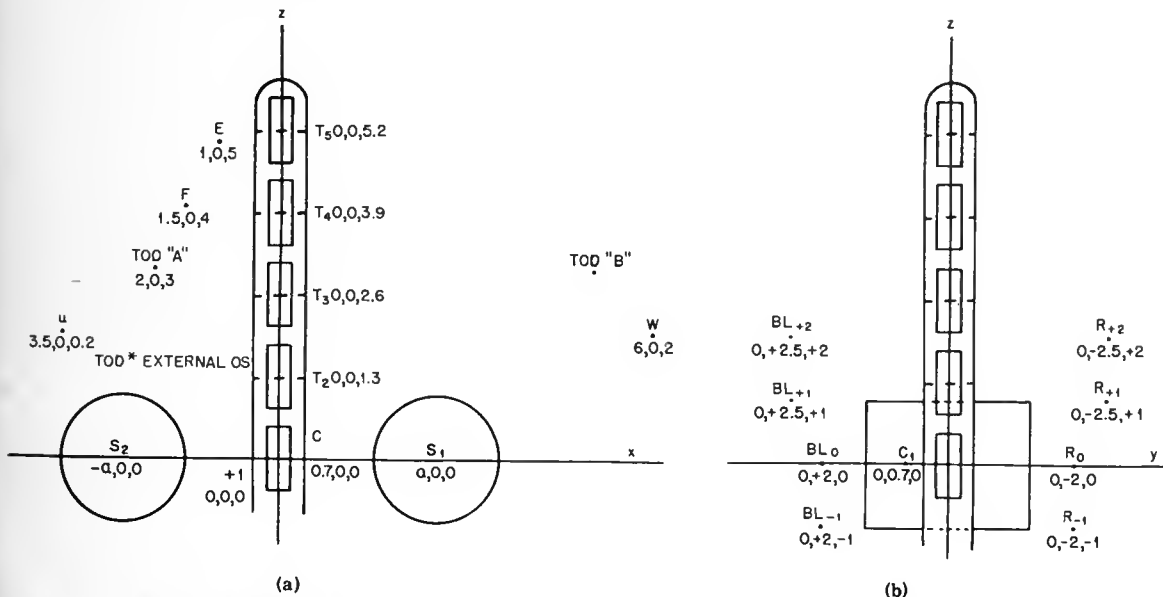 z
E
1,0,5
T5 0,0,5.2
F
1.5,0,4
T4 0,0,3.9
TOD "A"
2,0,3
TOD "B"
T3 0,0,2.6
u
3.5,0,0.2
W
6,0,2
TOD* EXTERNAL OS
T2 0,0,1.3
C
S2
-a,0,0
+1
0,0,0
0.7,0,0
S1
a,0,0
x
(a)
z
BL+2
0,+2.5,+2
R+2
0,-2.5,+2
BL+1
0,+2.5,+1
R+1
0,-2.5,+1
BL0
0,+2,0
C1
0,0.7,0
R0
0,-2,0
y
BL-1
0,+2,-1
R-1
0,-2,-1
(b)